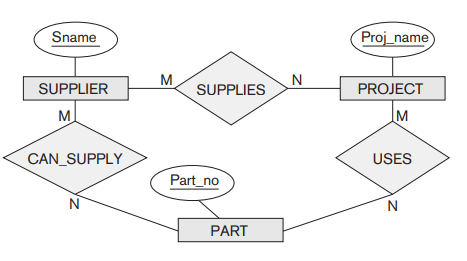 Sname
Proj_name
SUPPLIER
M
SUPPLIES
N
PROJECT
M
M
CAN_SUPPLY
USES
Part_no
N
N
PART